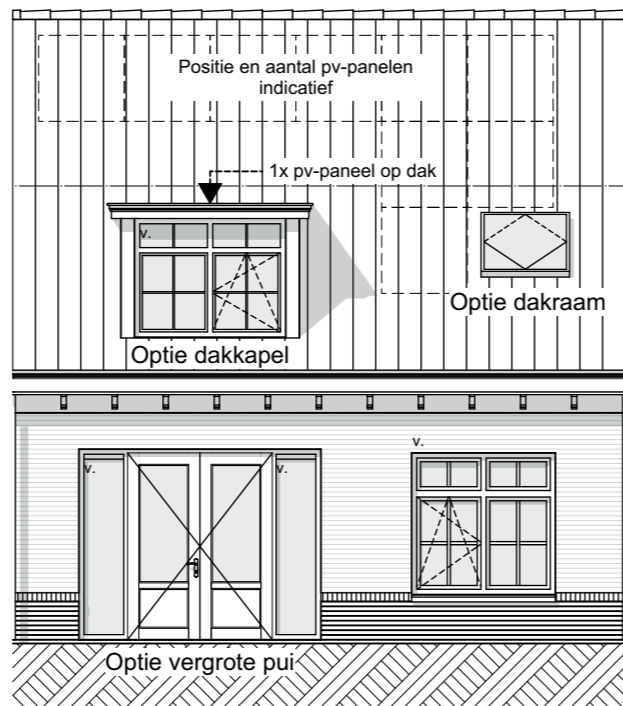 Positie en aantal pv-panelen
indicatief
1x pv-paneel op dak
v.
Optie dakraam
Optie dakkapel
v.
v.
v.
Optie vergrote pui